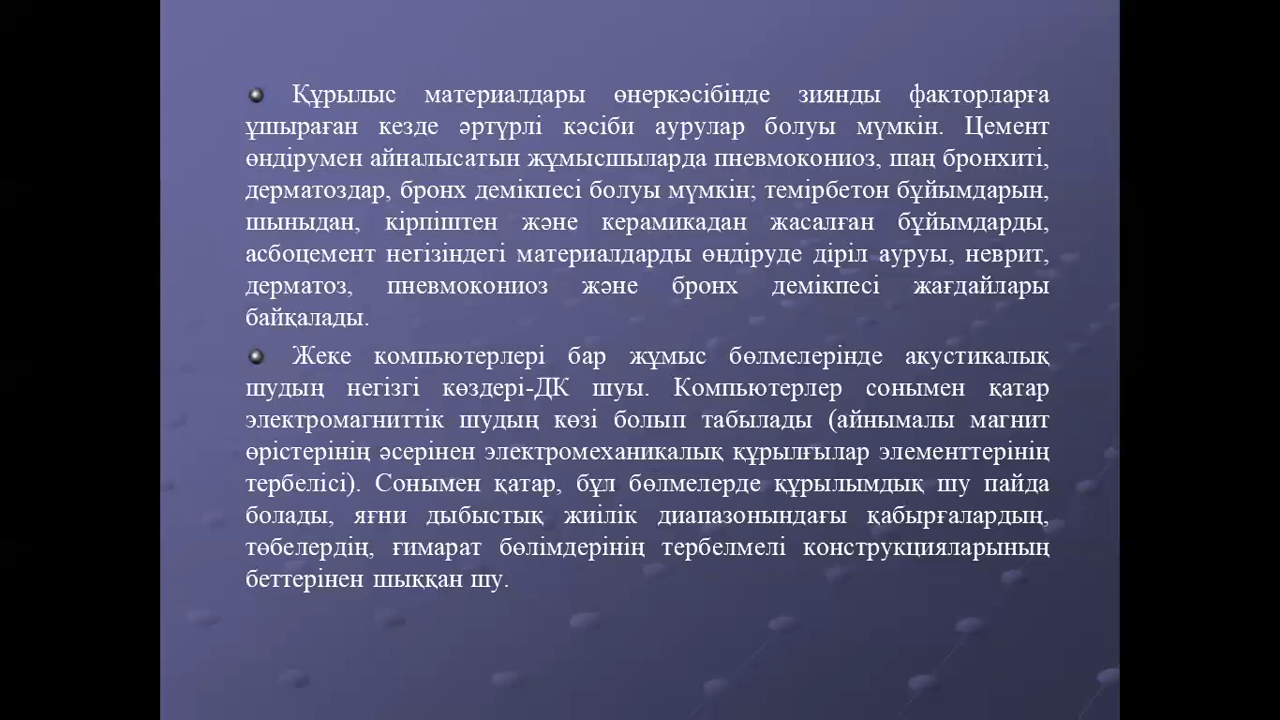 Құрылыс материалдары өнеркәсібінде зиянды факторларға
ұшыраған кезде әртүрлі кәсіби аурулар болуы мүмкін. Цемент
өндірумен айналысатын жұмысшыларда пневмокониоз, шаң бронхиті,
дерматоздар, бронх демікпесі болуы мүмкін; темірбетон бұйымдарын,
шыныдан, кірпіштен және керамикадан жасалған бұйымдарды,
асбоцемент негізіндегі материалдарды өндіруде діріл ауруы, неврит,
дерматоз, пневмокониоз және бронх демікпесі жағдайлары
байқалады.
Жеке компьютерлері бар жұмыс бөлмелерінде акустикалық
шудың негізгі көздері-ДК шуы. Компьютерлер сонымен қатар
электромагниттік шудың көзі болып табылады (айнымалы магнит
өрістерінің әсерінен электромеханикалық құрылғылар элементтерінің
тербелісі). Сонымен қатар, бұл бөлмелерде құрылымдық шу пайда
болады, яғни дыбыстық жиілік диапазонындағы қабырғалардың,
төбелердің, ғимарат бөлімдерінің тербелмелі конструкцияларының
беттерінен шыққан шу.